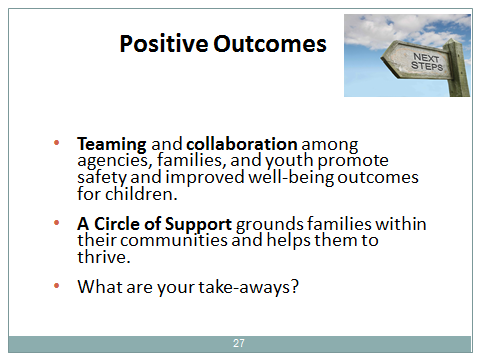 Positive Outcomes
NEXT
STEPS
• Teaming and collaboration among
agencies, families, and youth promote
safety and improved well-being outcomes
for children.
• A Circle of Support grounds families within
their communities and helps them to
thrive.
• What are your take-aways?
27